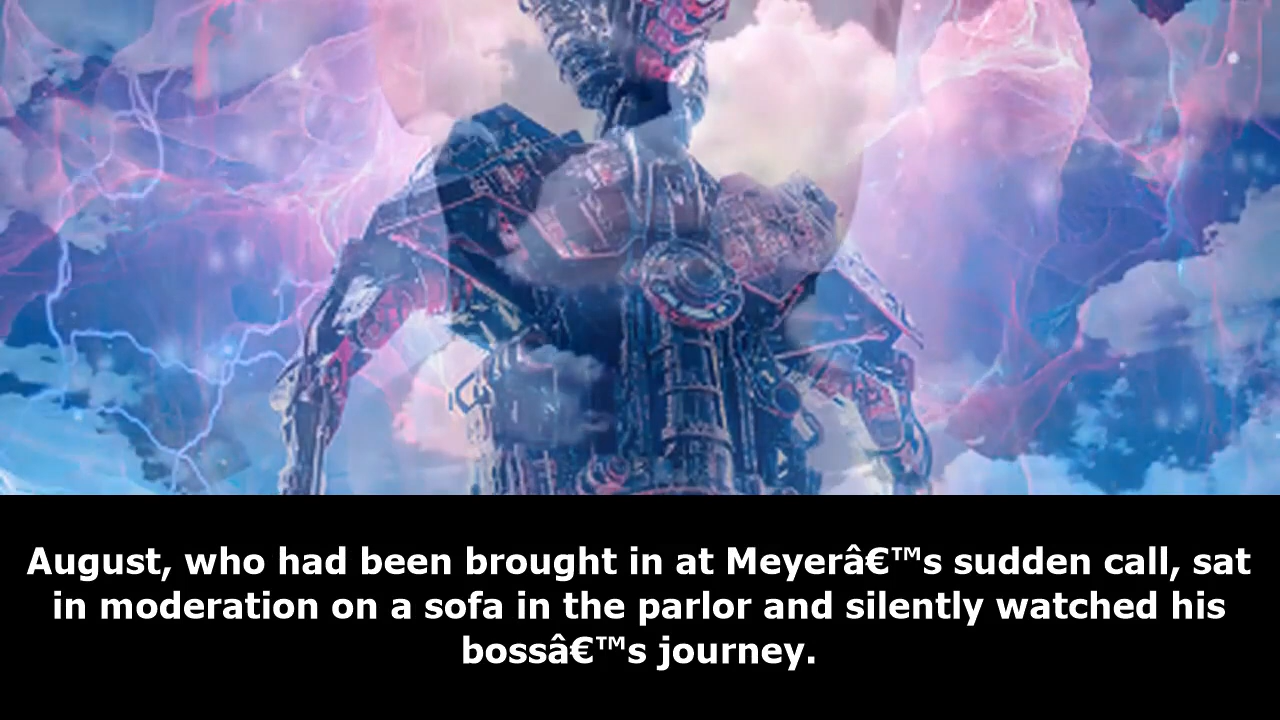 August, who had been brought in at Meyerâ€™s sudden call, sat
in moderation on a sofa in the parlor and silently watched his
bossâ€™s journey.